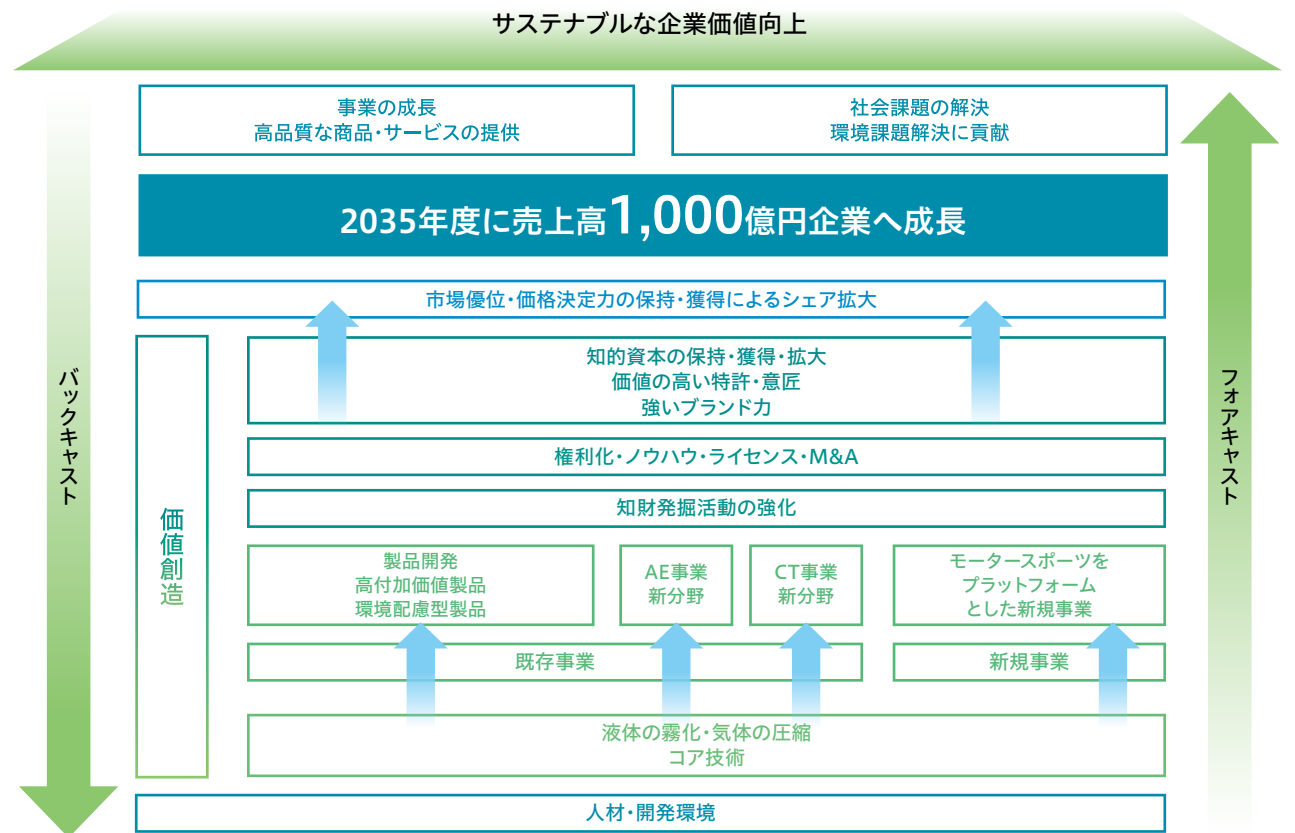 サステナブルな企業価値向上
事業の成長
高品質な商品・サービスの提供
社会課題の解決
環境課題解決に貢献
2035年度に売上高1,000億円企業へ成長
市場優位・価格決定力の保持・獲得によるシェア拡大
バックキャスト
フォアキャスト
価値創造
知的資本の保持・獲得・拡大
価値の高い特許・意匠
強いブランド力
権利化・ノウハウ・ライセンス・M&A
知財発掘活動の強化
製品開発
高付加価値製品
環境配慮型製品
AE事業
新分野
CT事業
新分野
モータースポーツを
プラットフォーム
とした新規事業
既存事業
新規事業
液体の霧化・気体の圧縮
コア技術
人材・開発環境